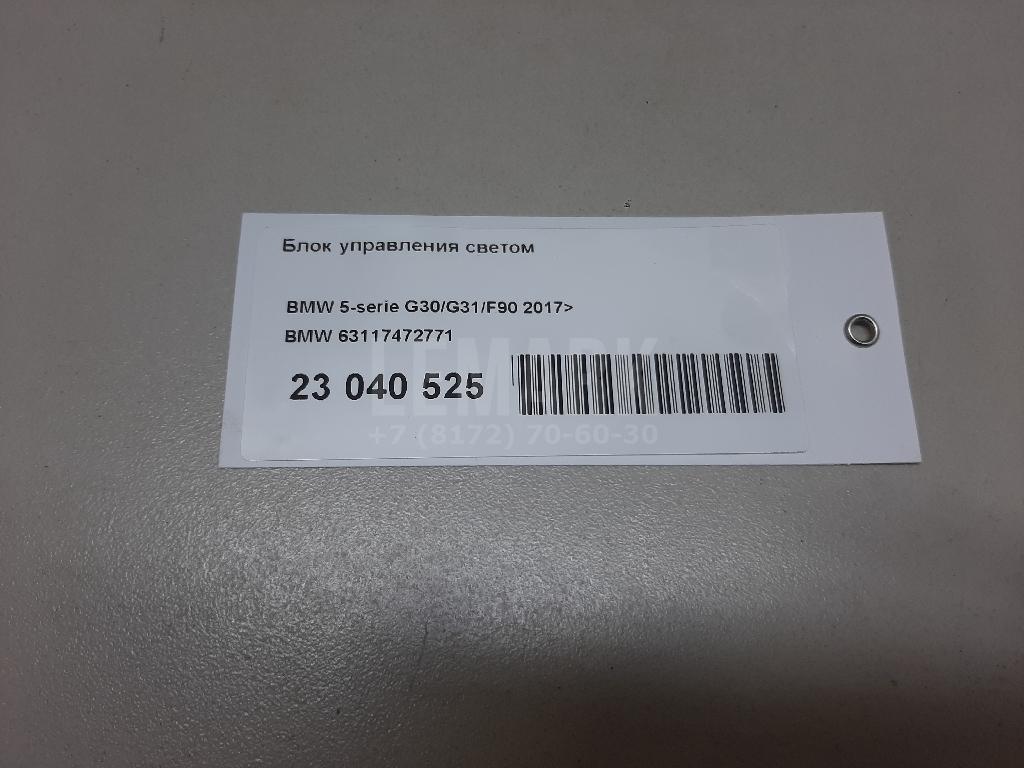 Блок управления светом
BMW 5-serie G30/G31/F90 2017>
BMW 63117472771
LEMARK
23 040 525
+7 (8172) 70-60-30